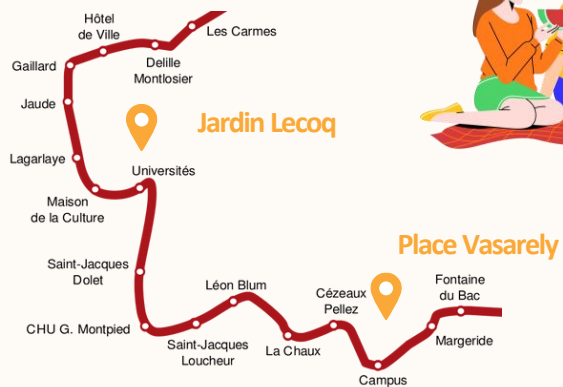 Hôtel
de Ville
Les Carmes
Delille
Montlosier
Gaillard
Jaude
Jardin Lecoq
Lagarlaye
Universités
Maison
de la Culture
Place Vasarely
Saint-Jacques
Dolet
Léon Blum
Cézeaux
Pellez
Fontaine
du Bac
CHU G. Montpied
Saint-Jacques
Loucheur
La Chaux
Margeride
Campus